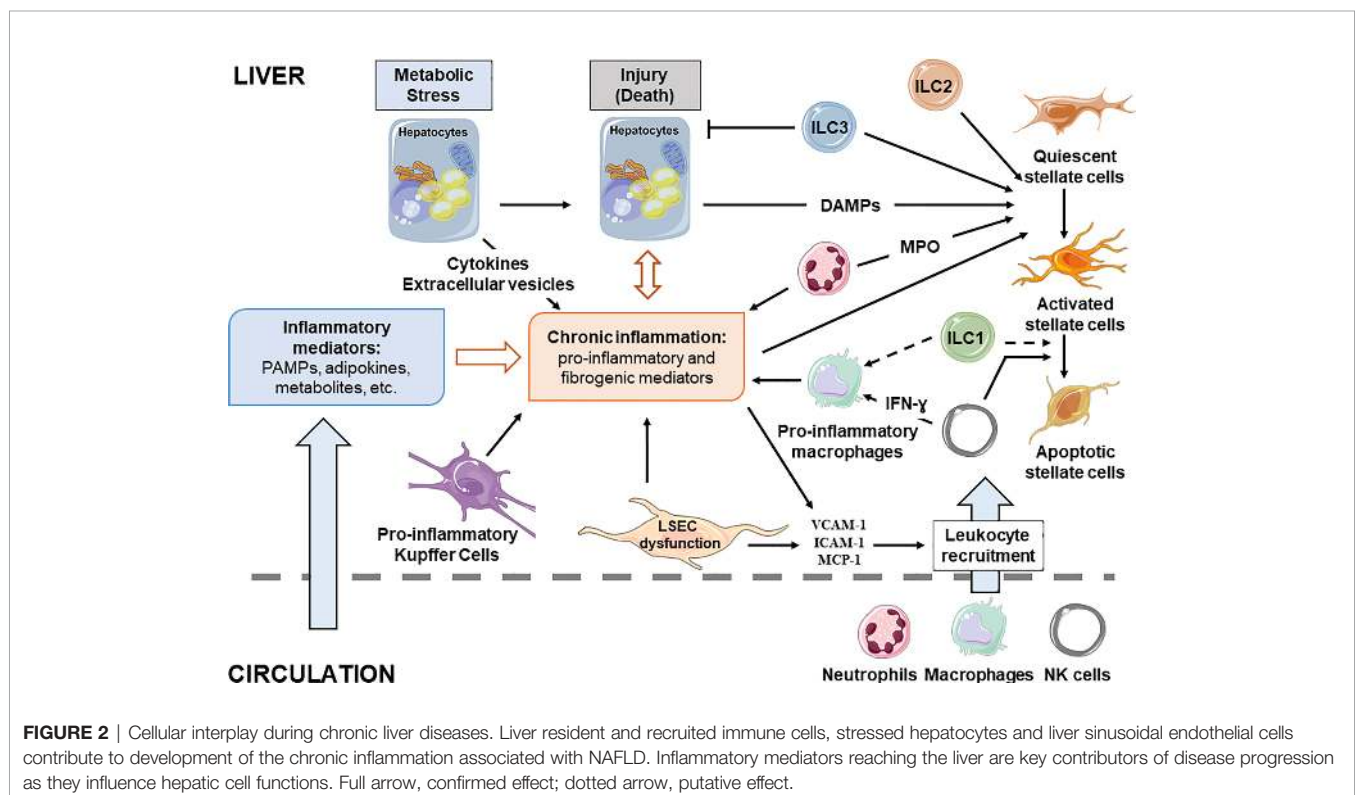 LIVER
Metabolic
Stress
Injury
(Death)
Hepatocytes
Hepatocytes
ILC3
ILC2
Quiescent
stellate cells
DAMPs
MPO
Cytokines
Extracellular vesicles
Activated
stellate cells
Inflammatory
mediators:
PAMPs, adipokines,
metabolites, etc.
Chronic inflammation:
pro-inflammatory and
fibrogenic mediators
ILC1
IFN-γ
Pro-inflammatory
macrophages
Apoptotic
stellate cells
Pro-inflammatory
Kupffer Cells
LSEC
dysfunction
VCAM-1
ICAM-1
MCP-1
Leukocyte
recruitment
CIRCULATION
Neutrophils
Macrophages
NK cells
FIGURE 2 | Cellular interplay during chronic liver diseases. Liver resident and recruited immune cells, stressed hepatocytes and liver sinusoidal endothelial cells
contribute to development of the chronic inflammation associated with NAFLD. Inflammatory mediators reaching the liver are key contributors of disease progression
as they influence hepatic cell functions. Full arrow, confirmed effect; dotted arrow, putative effect.